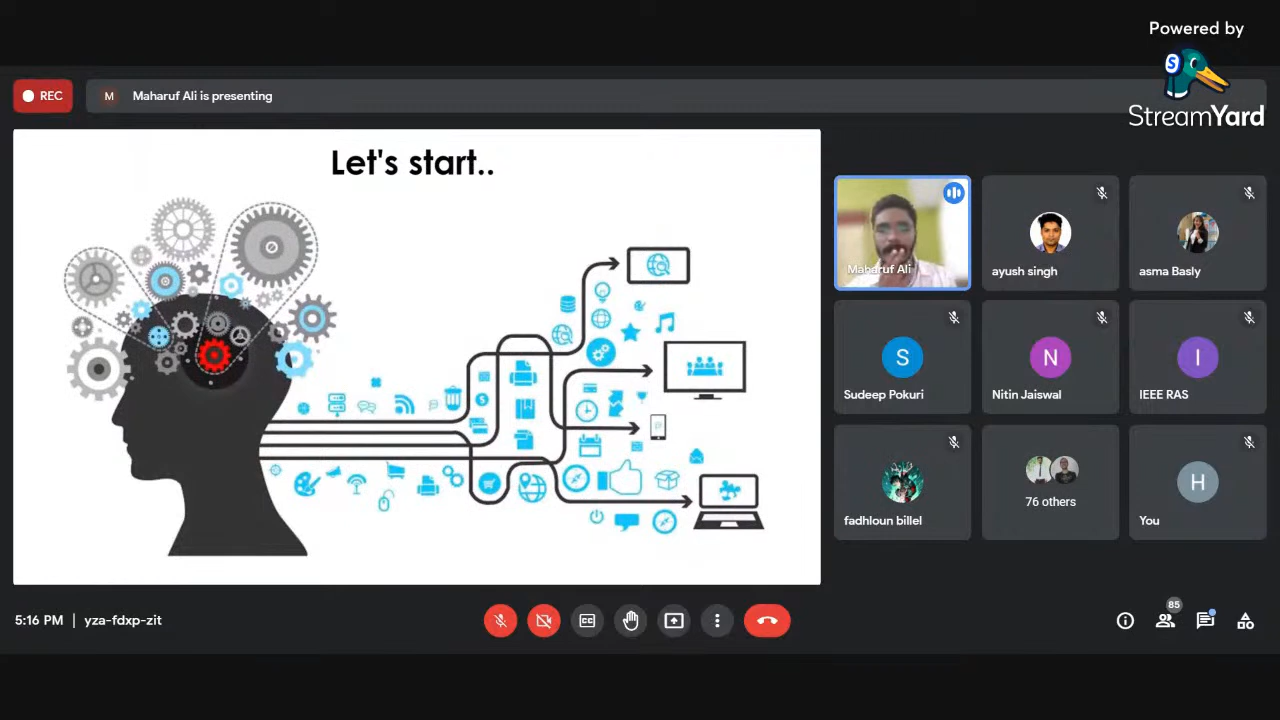 Powered by
StreamYard
REC
M
Maharuf Ali is presenting
Let's start..
Maharuf Ali
ayush singh
asma Basly
S
Sudeep Pokuri
N
Nitin Jaiswal
I
IEEE RAS
fadhloun billel
76 others
H
You
5:16 PM | yza-fdxp-zit
85